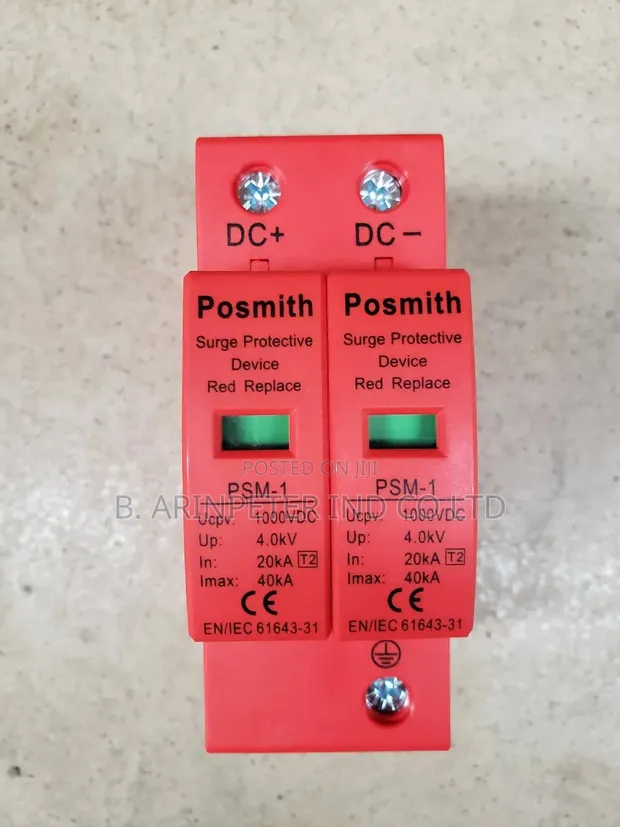 DC+ DC-
Posmith
Surge Protective
Device
Red Replace
PSM-1
Ucpv: 1000VDC
Up: 4.0kV
In: 20kA T2
Imax: 40kA
CE
EN/IEC 61643-31
Posmith
Surge Protective
Device
Red Replace
PSM-1
Ucpv: 1000VDC
Up: 4.0kV
In: 20kA T2
Imax: 40kA
CE
EN/IEC 61643-31
POSTED ON JIJI
B. ARINPETER IND CO LTD